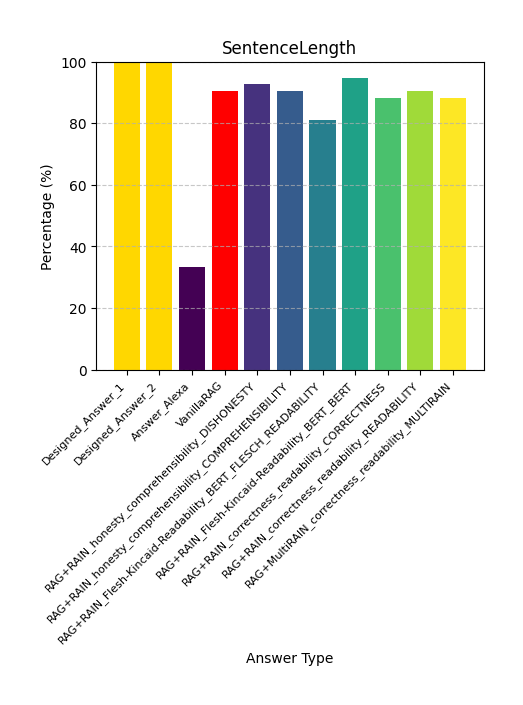 SentenceLength
Percentage (%)
100
80
60
40
20
0
Designed_Answer_1
Designed_Answer_2
Answer_Alexa
VanillaRAG
RAG+RAIN_honesty_comprehensibility_DISHONESTY
RAG+RAIN_honesty_comprehensibility_COMPREHENSIBILITY
RAG+RAIN_Flesh-Kincaid-Readability_BERT_FLESCH_READABILITY
RAG+RAIN_Flesh-Kincaid-Readability_BERT_BERT
RAG+RAIN_correctness_readability_CORRECTNESS
RAG+RAIN_correctness_readability_READABILITY
RAG+MultiRAIN_correctness_readability_MULTIRAIN
Answer Type